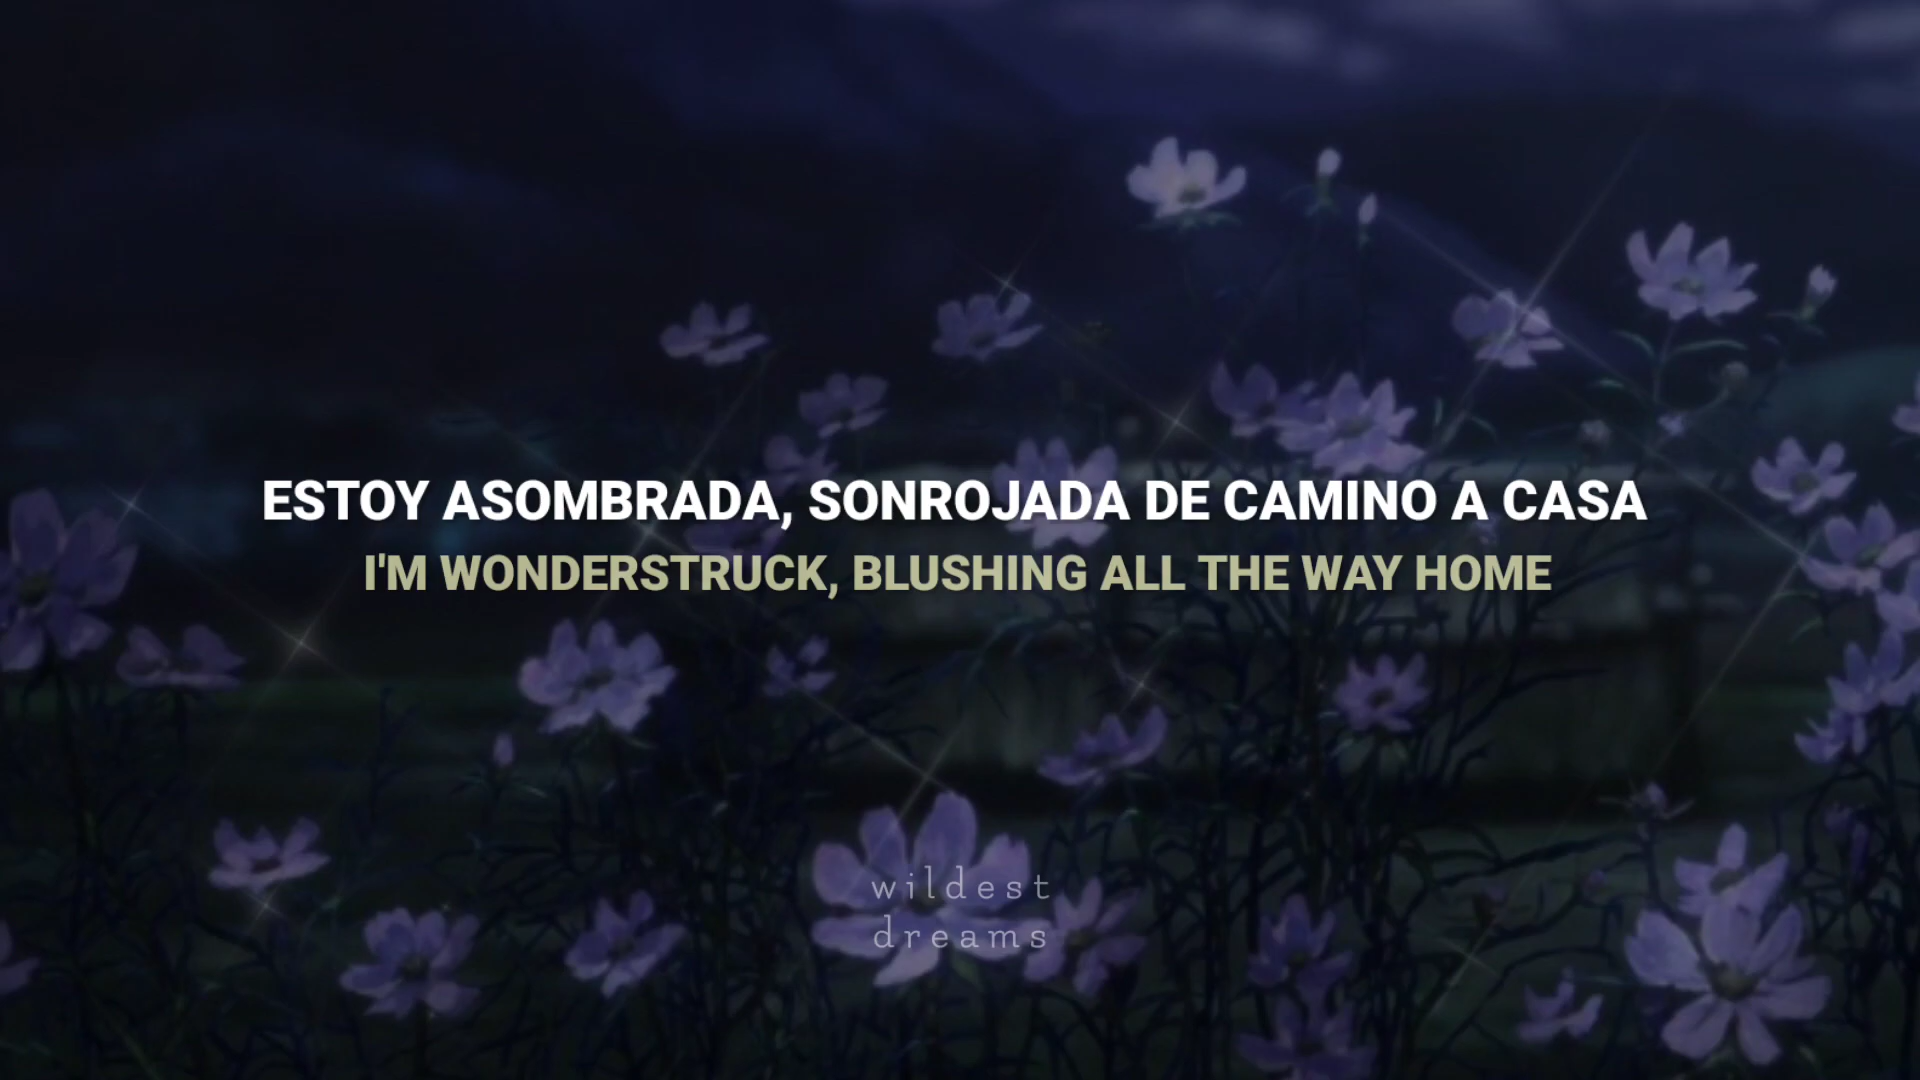 ESTOY ASOMBRADA, SONROJADA DE CAMINO A CASA
I'M WONDERSTRUCK, BLUSHING ALL THE WAY HOME
wildest
dreams